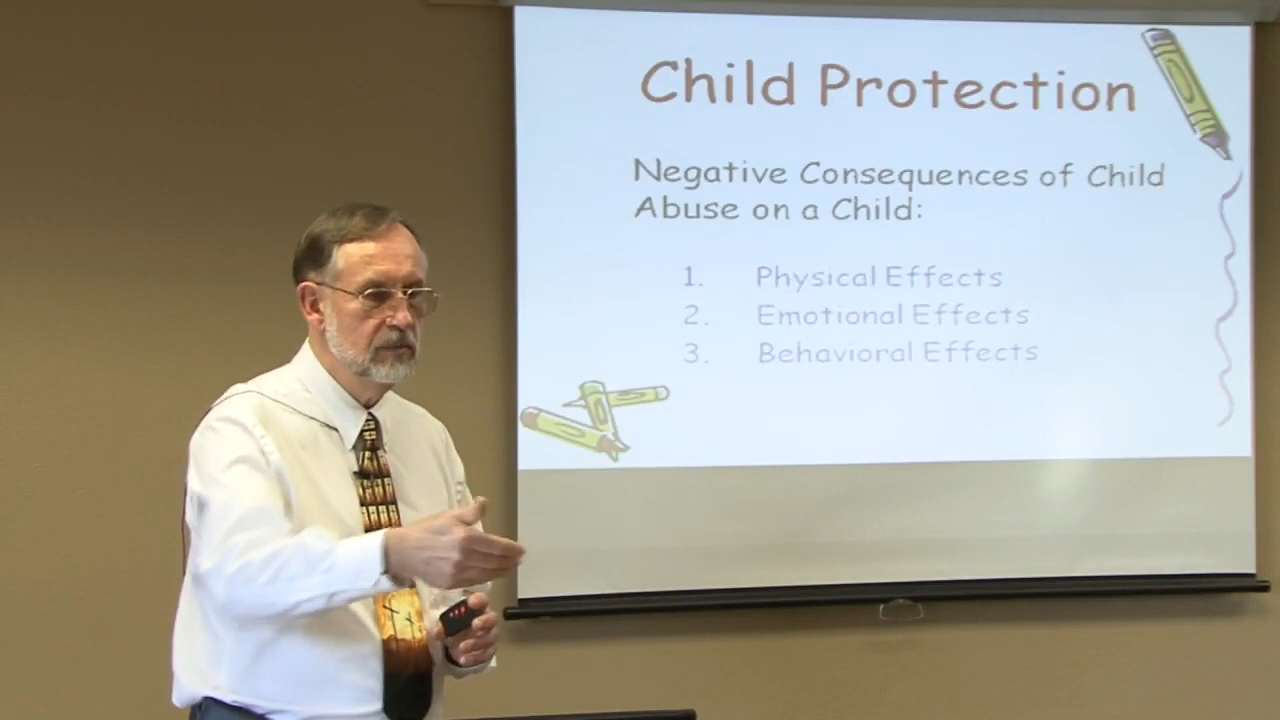 Child Protection
Negative Consequences of Child
Abuse on a Child:
1. Physical Effects
2. Emotional Effects
3. Behavioral Effects